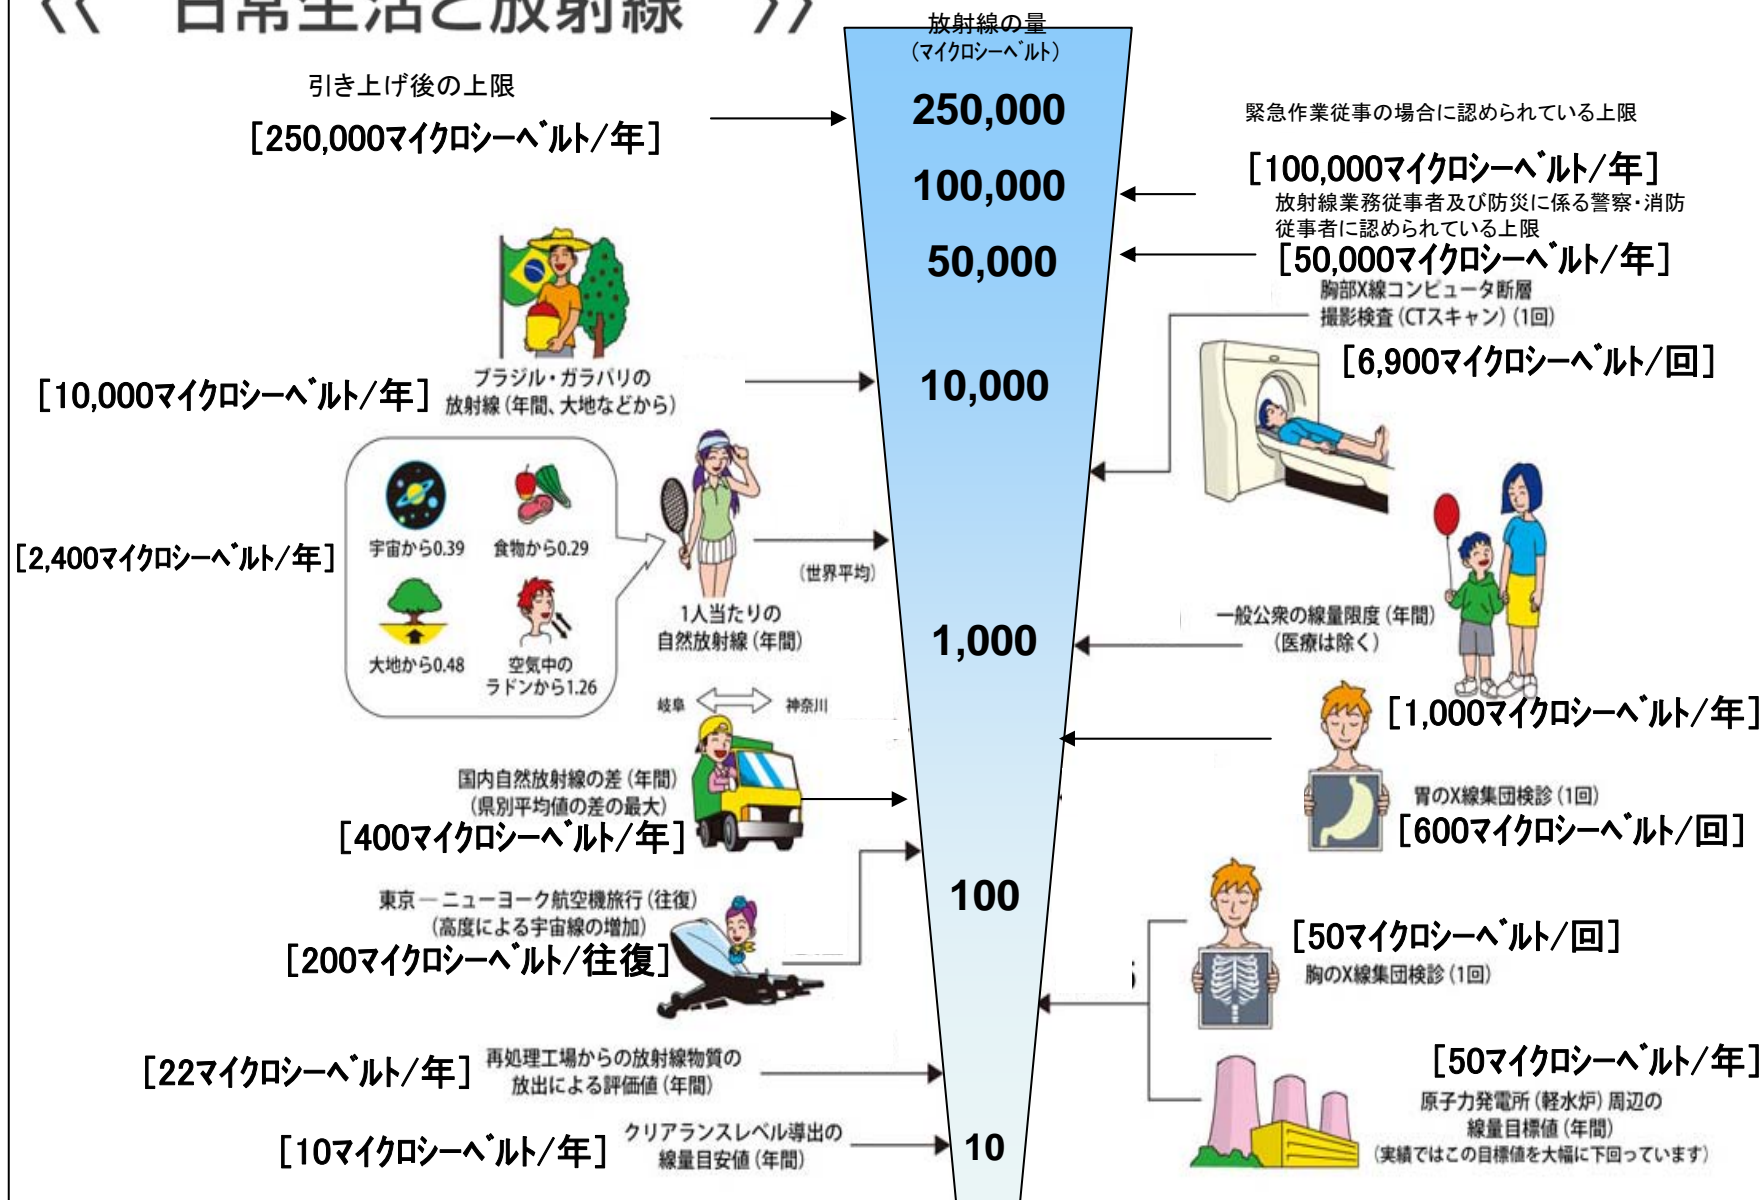 《 日常生活と放射線 》
放射線の量
(マイクロシーベルト)
引き上げ後の上限
[250,000マイクロシーベルト/年]
250,000
緊急作業従事の場合に認められている上限
[100,000マイクロシーベルト/年]
100,000
放射線業務従事者及び防災に係る警察・消防
従事者に認められている上限
[50,000マイクロシーベルト/年]
50,000
胸部X線コンピュータ断層
撮影検査(CTスキャン)(1回)
[6,900マイクロシーベルト/回]
ブラジル・ガラパリの
放射線(年間、大地などから)
[10,000マイクロシーベルト/年]
10,000
宇宙から0.39
食物から0.29
大地から0.48
空気中の
ラドンから1.26
[2,400マイクロシーベルト/年]
(世界平均)
1人当たりの
自然放射線(年間)
1,000
一般公衆の線量限度(年間)
(医療は除く)
[1,000マイクロシーベルト/年]
岐阜
神奈川
国内自然放射線の差(年間)
(県別平均値の差の最大)
[400マイクロシーベルト/年]
胃のX線集団検診(1回)
[600マイクロシーベルト/回]
東京―ニューヨーク航空機旅行(往復)
(高度による宇宙線の増加)
[200マイクロシーベルト/往復]
100
[50マイクロシーベルト/回]
胸のX線集団検診(1回)
[22マイクロシーベルト/年]
再処理工場からの放射線物質の
放出による評価値(年間)
[50マイクロシーベルト/年]
原子力発電所(軽水炉)周辺の
線量目標値(年間)
(実績ではこの目標値を大幅に下回っています)
[10マイクロシーベルト/年]
クリアランスレベル導出の
線量目安値(年間)
10